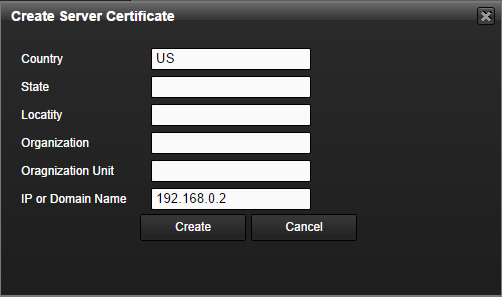 Create Server Certificate
Country US
State
Locatity
Organization
Oragnization Unit
IP or Domain Name 192.168.0.2
Create Cancel